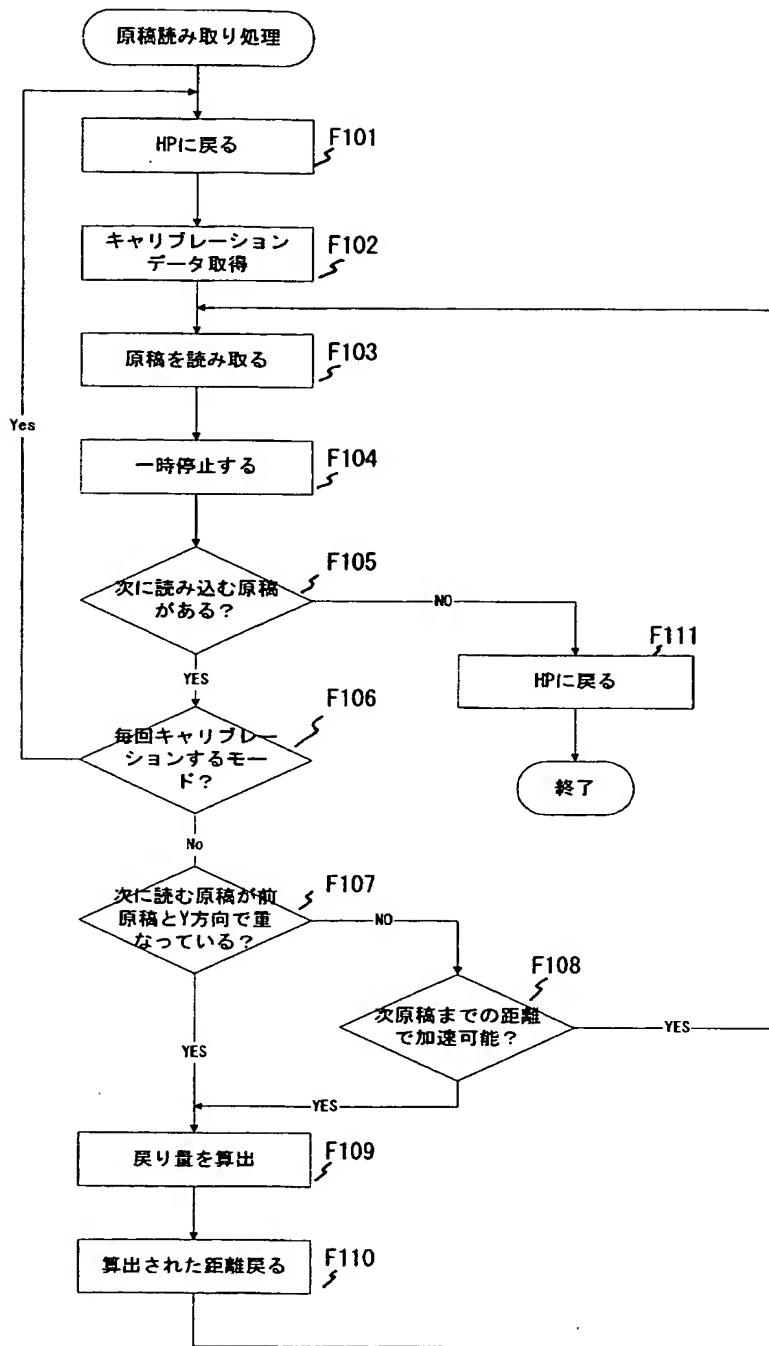 原稿読み取り処理
HPに戻る
F101
キャリブレーション
データ取得
F102
原稿を読み取る
F103
Yes
一時停止する
F104
次に読み込む原稿
がある?
F105
NO
YES
F111
HPに戻る
終了
毎回キャリブレー
ションするモー
ド?
F106
No
次に読む原稿が前
原稿とY方向で重
なっている?
F107
NO
次原稿までの距離
で加速可能?
F108
YES
YES
YES
戻り量を算出
F109
算出された距離戻る
F110